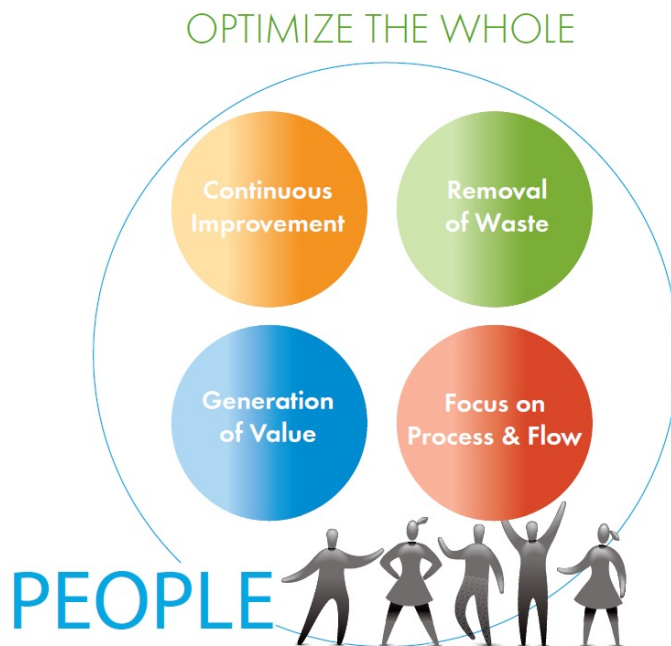 OPTIMIZE THE WHOLE
Continuous
Improvement
Removal
of Waste
Generation
of Value
Focus on
Process & Flow
PEOPLE